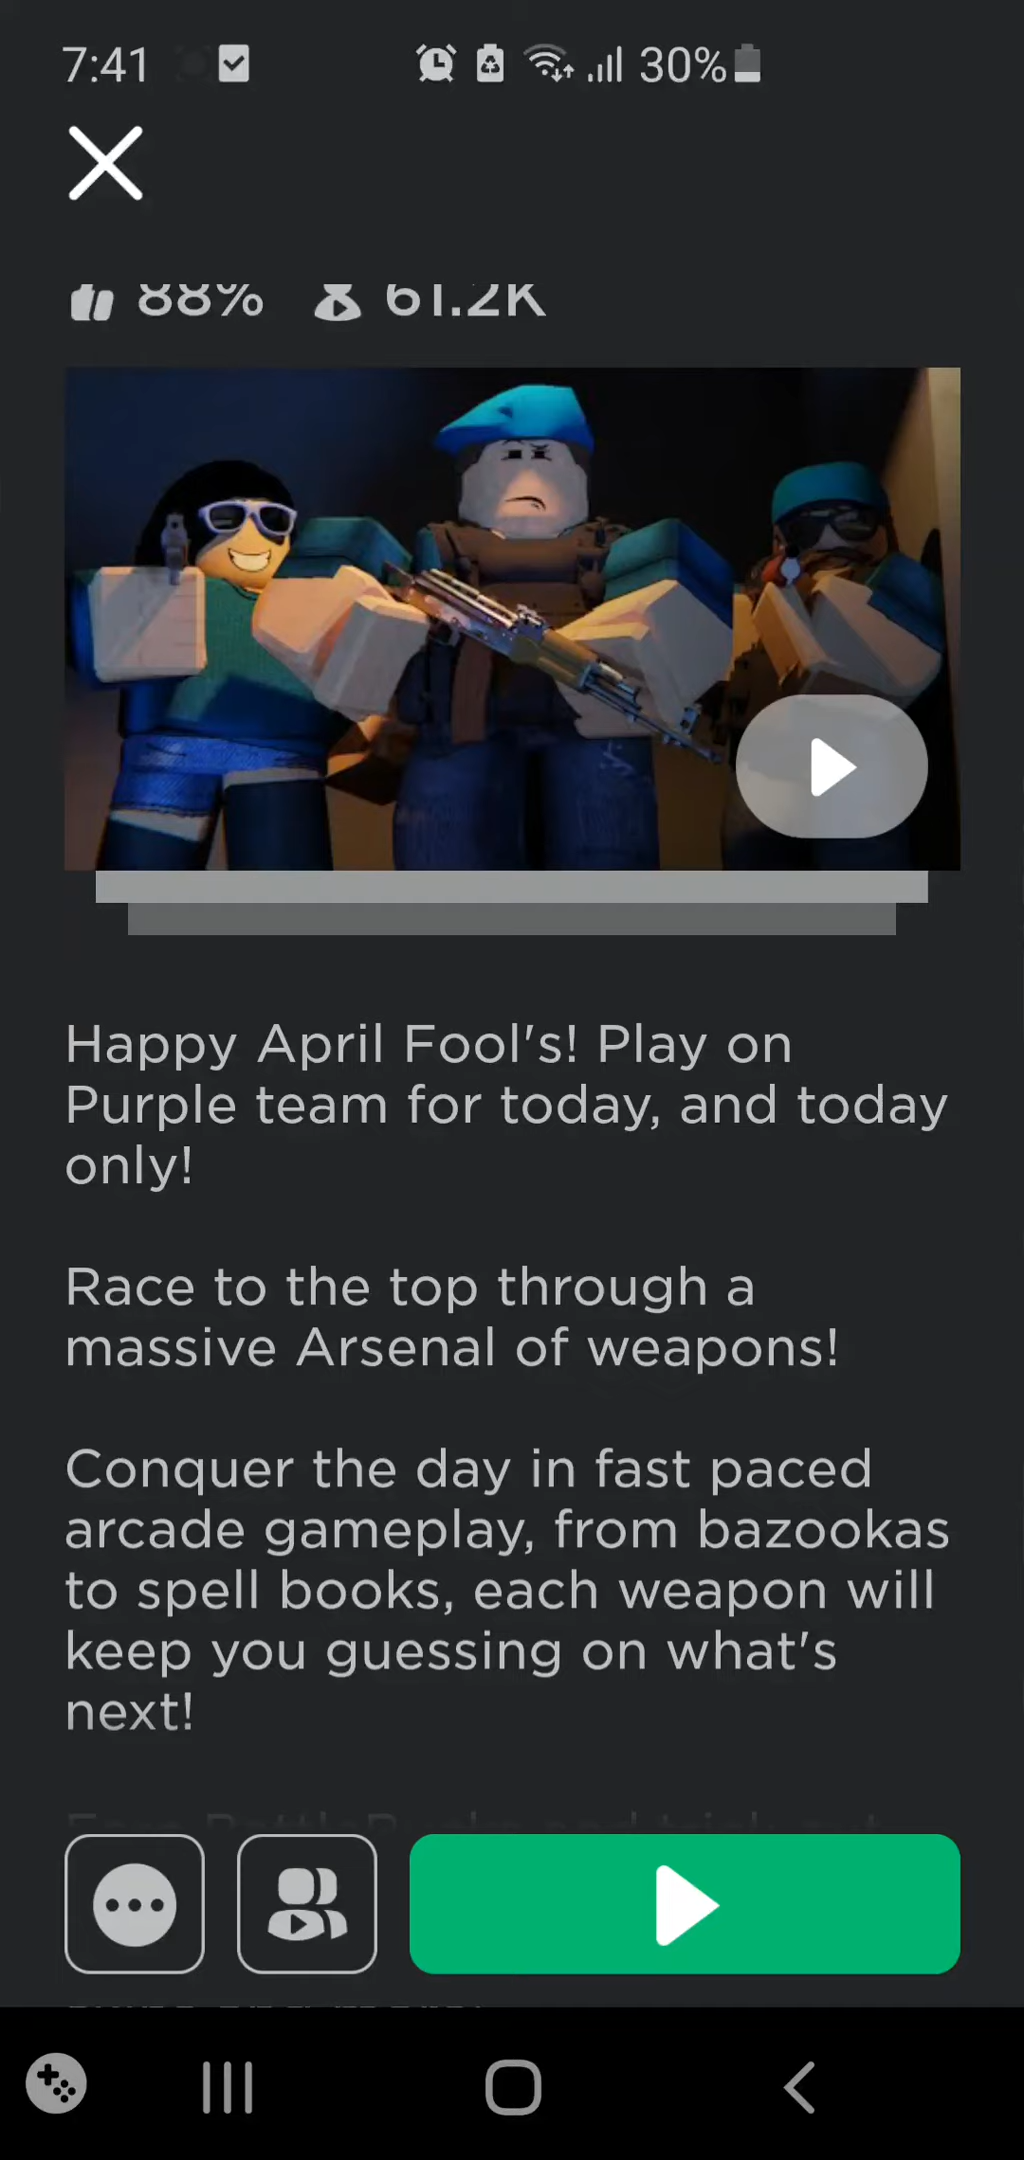 7:41 30%
88% 61.2K
Happy April Fool's! Play on
Purple team for today, and today
only!
Race to the top through a
massive Arsenal of weapons!
Conquer the day in fast paced
arcade gameplay, from bazookas
to spell books, each weapon will
keep you guessing on what's
next!